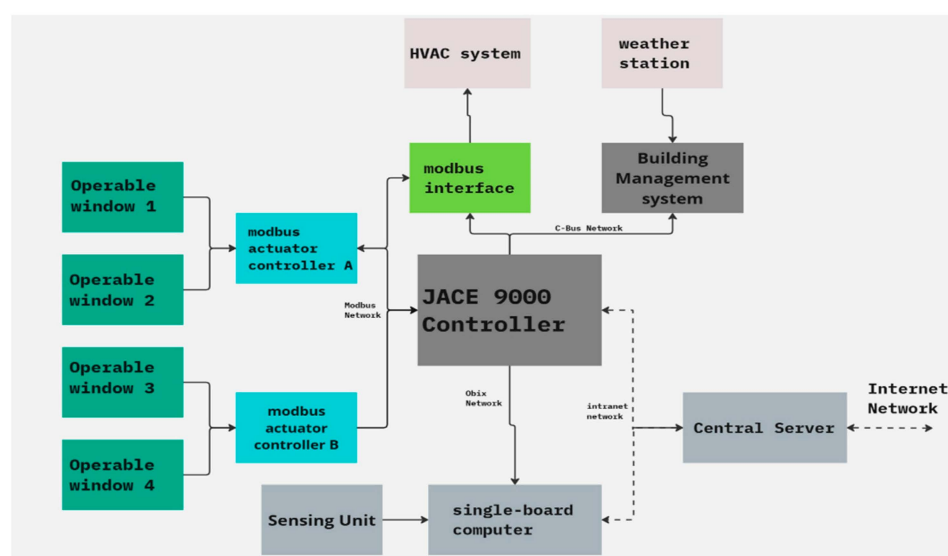 HVAC system
weather
station
modbus
interface
Building
Management
system
C-Bus Network
Operable
window 1
Operable
window 2
modbus
actuator
controller A
Modbus
Network
JACE 9000
Controller
Operable
window 3
Operable
window 4
modbus
actuator
controller B
Obix
Network
intranet
network
Central Server
Internet
Network
Sensing Unit
single-board
computer